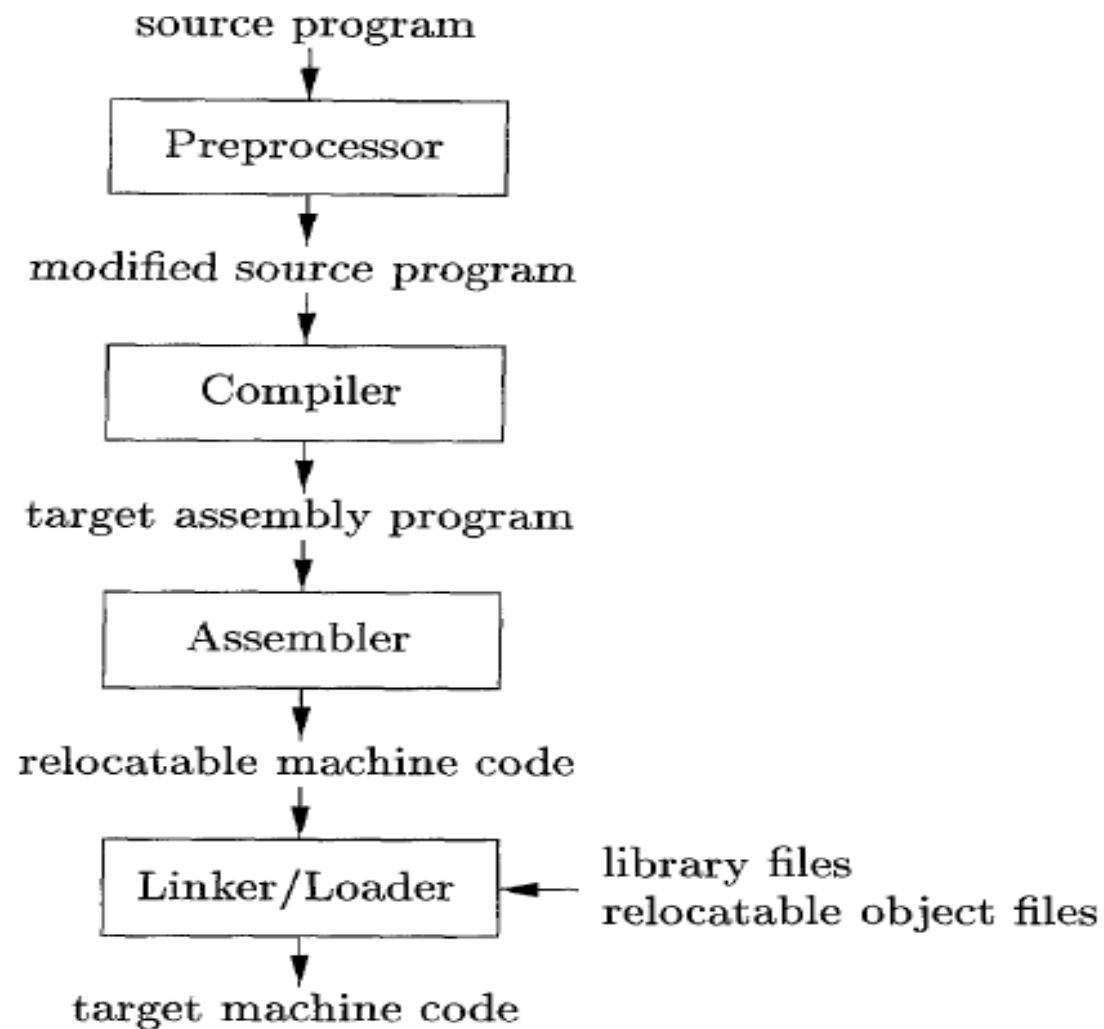 source program
Preprocessor
modified source program
Compiler
target assembly program
Assembler
relocatable machine code
Linker/Loader
library files
relocatable object files
target machine code